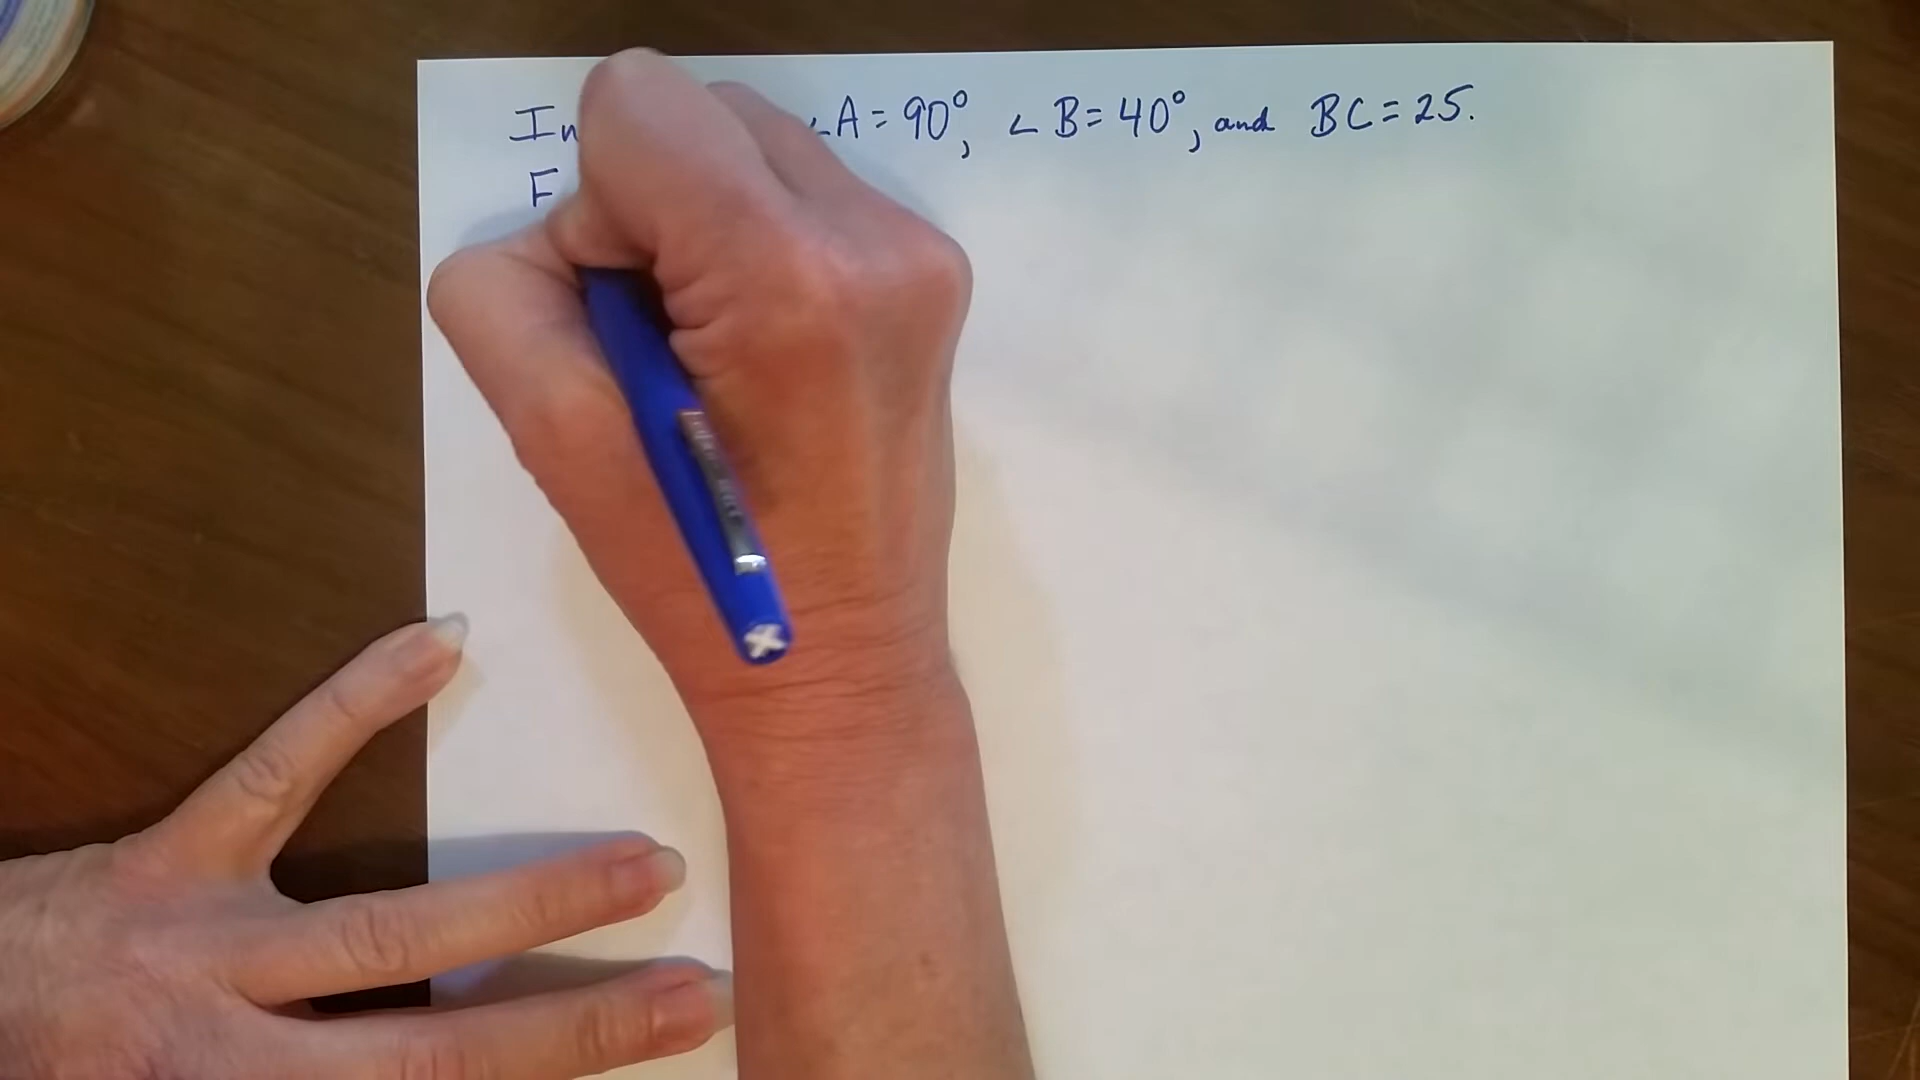 In ∠A = 90°, ∠B = 40°, and BC = 25.
F